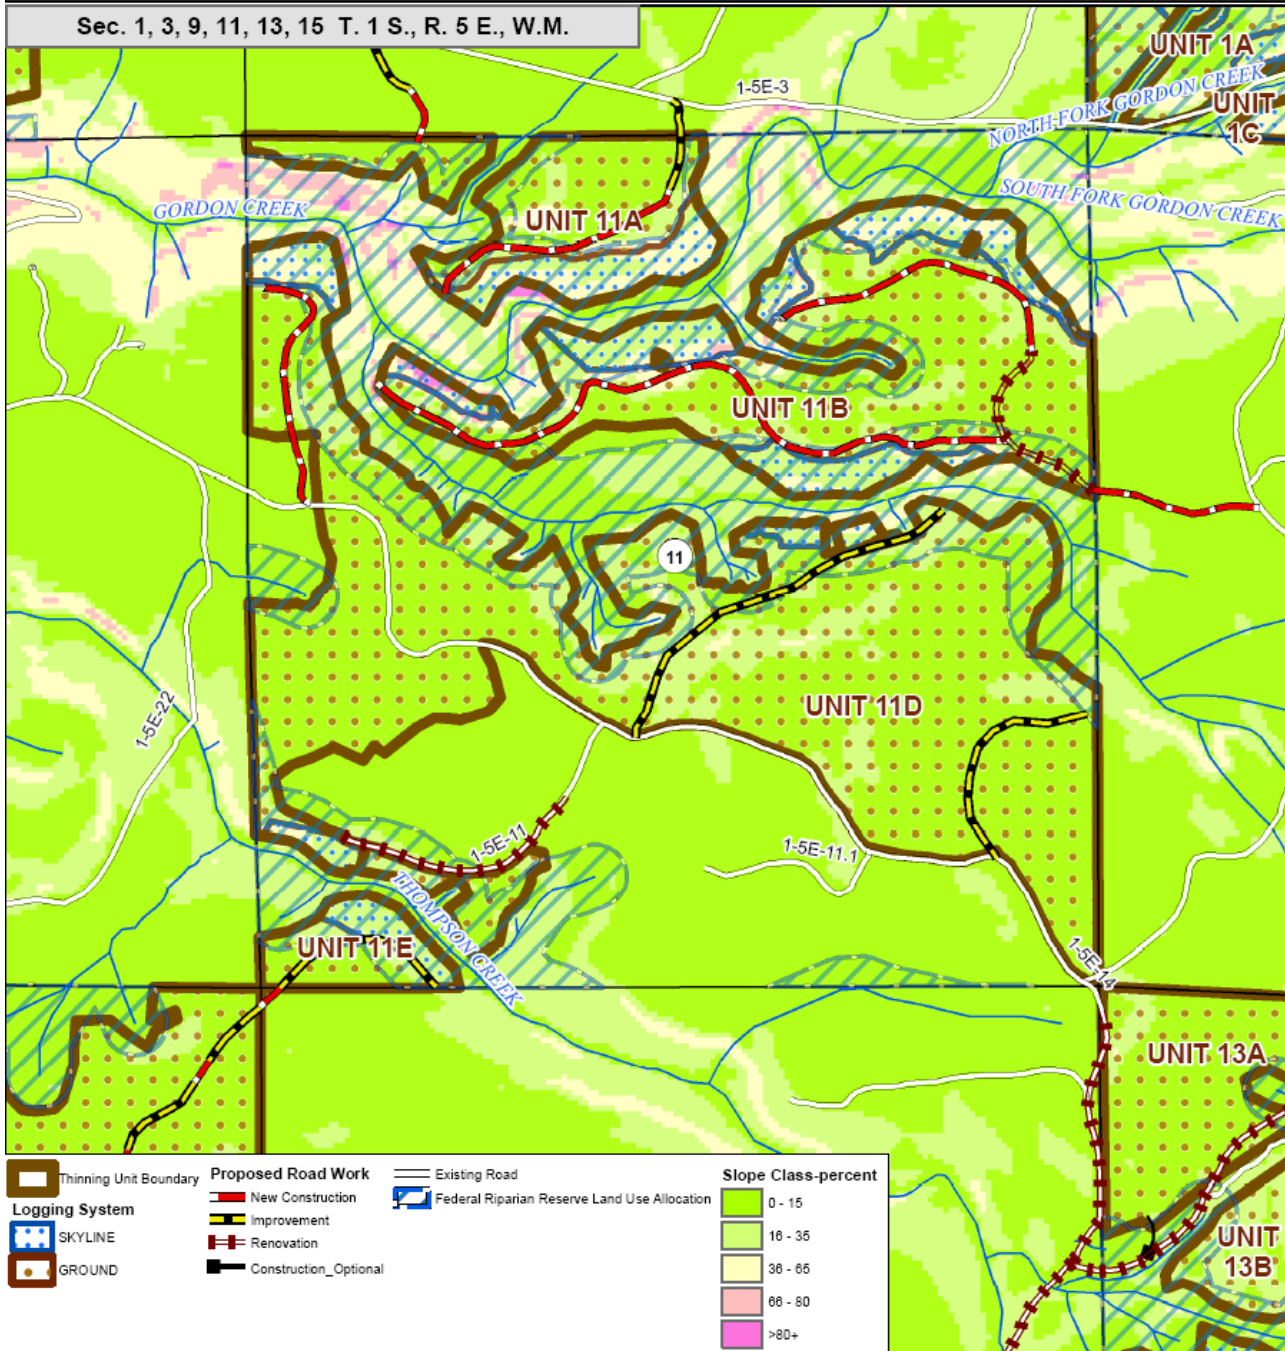 Sec. 1, 3, 9, 11, 13, 15 T. 1 S., R. 5 E., W.M.
UNIT 1A
1-5E-3
NORTH FORK GORDON CREEK
UNIT
1C
SOUTH FORK GORDON CREEK
GORDON CREEK
UNIT 11A
UNIT 11B
11
1-5E-22
UNIT 11D
1-5E-11
1-5E-11.1
THOMPSON CREEK
UNIT 11E
1-5E-14
UNIT 13A
UNIT
13B
Thinning Unit Boundary
Logging System
SKYLINE
GROUND
Proposed Road Work
New Construction
Improvement
Renovation
Construction_Optional
Existing Road
Federal Riparian Reserve Land Use Allocation
Slope Class-percent
0 - 15
16 - 35
36 - 65
66 - 80
>80+